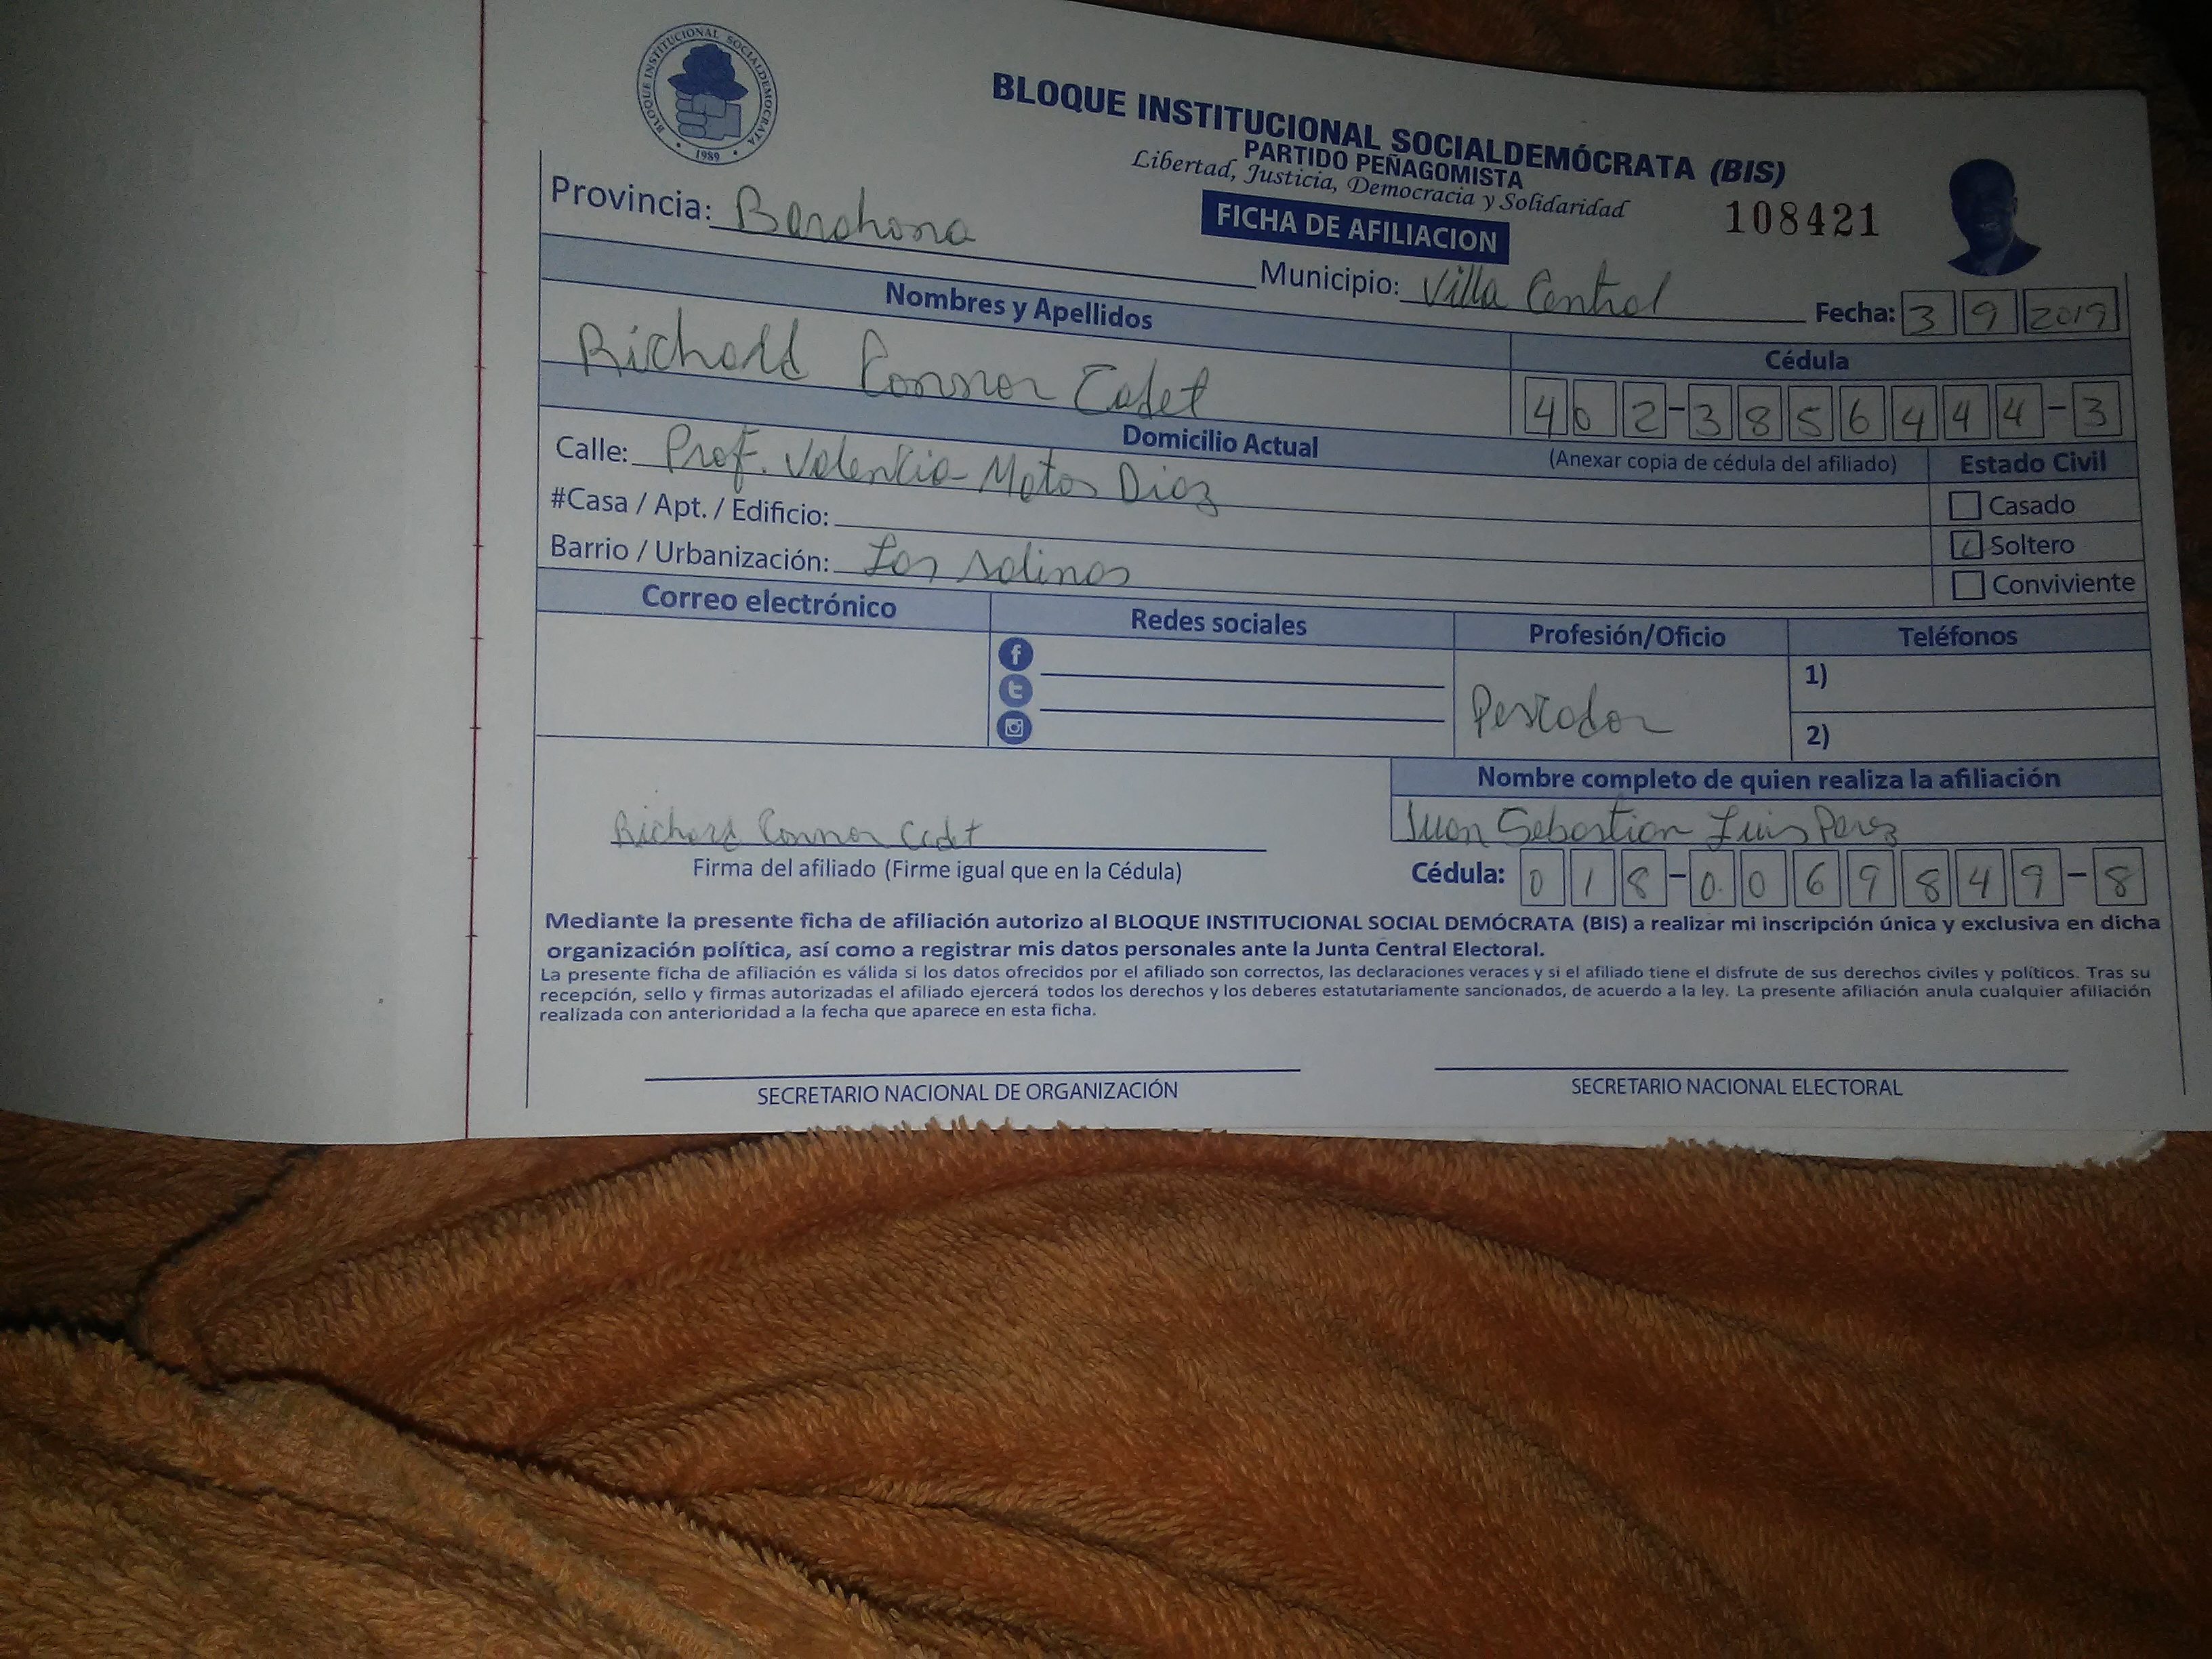 BLOQUE INSTITUCIONAL SOCIALDEMOCRATA
1989
BLOQUE INSTITUCIONAL SOCIALDEMÓCRATA (BIS)
PARTIDO PEÑAGOMISTA
Libertad, Justicia, Democracia y Solidaridad
FICHA DE AFILIACION
108421
Provincia: Barahona
Municipio: Villa Central
Fecha: 3 9 2019
Nombres y Apellidos
Richard Connor Cadet
Cédula
402-3856444-3
(Anexar copia de cédula del afiliado)
Domicilio Actual
Calle: Prof. Valentia Matos Diaz
#Casa / Apt. / Edificio:
Barrio / Urbanización: Las salinas
Estado Civil
Casado
Soltero
Conviviente
Correo electrónico
Redes sociales
Profesión/Oficio
Pescador
Teléfonos
1)
2)
Richard Connor Cadet
Firma del afiliado (Firme igual que en la Cédula)
Nombre completo de quien realiza la afiliación
Juan Sebastian Luis Perez
Cédula: 018-0069849-8
Mediante la presente ficha de afiliación autorizo al BLOQUE INSTITUCIONAL SOCIAL DEMÓCRATA (BIS) a realizar mi inscripción única y exclusiva en dicha
organización política, así como a registrar mis datos personales ante la Junta Central Electoral.
La presente ficha de afiliación es válida si los datos ofrecidos por el afiliado son correctos, las declaraciones veraces y si el afiliado tiene el disfrute de sus derechos civiles y políticos. Tras su
recepción, sello y firmas autorizadas el afiliado ejercerá todos los derechos y los deberes estatutariamente sancionados, de acuerdo a la ley. La presente afiliación anula cualquier afiliación
realizada con anterioridad a la fecha que aparece en esta ficha.
SECRETARIO NACIONAL DE ORGANIZACIÓN
SECRETARIO NACIONAL ELECTORAL